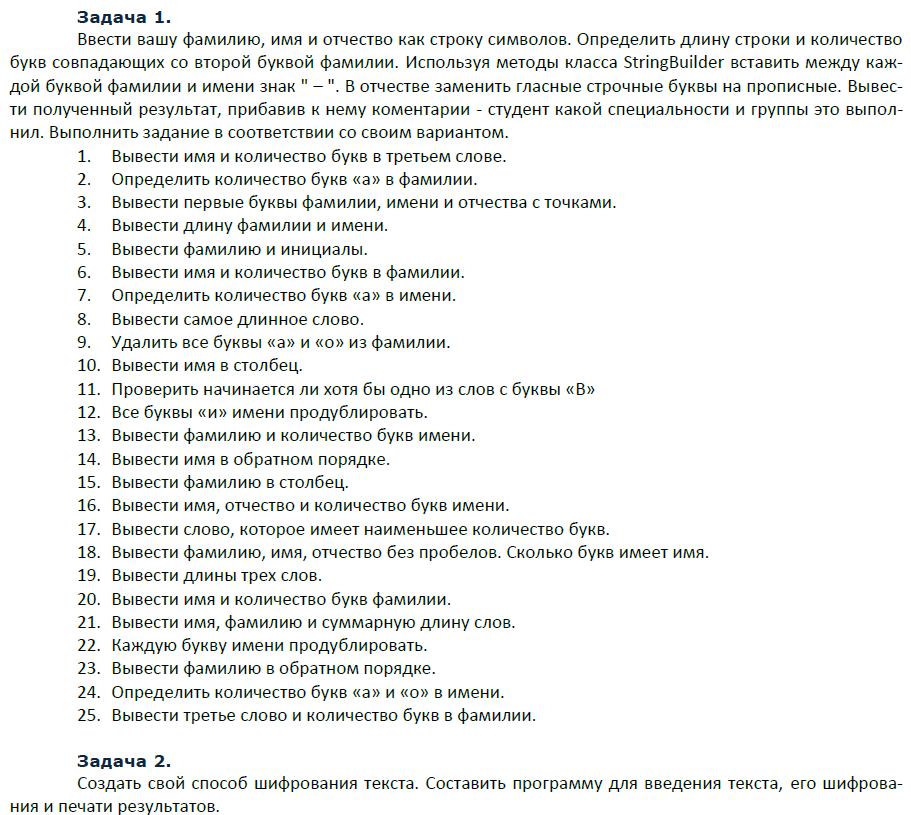 Задача 1.
Ввести вашу фамилию, имя и отчество как строку символов. Определить длину строки и количество
букв совпадающих со второй буквой фамилии. Используя методы класса StringBuilder вставить между каж-
дой буквой фамилии и имени знак " – ". В отчестве заменить гласные строчные буквы на прописные. Вывес-
ти полученный результат, прибавив к нему коментарии - студент какой специальности и группы это выпол-
нил. Выполнить задание в соответствии со своим вариантом.
1. Вывести имя и количество букв в третьем слове.
2. Определить количество букв «а» в фамилии.
3. Вывести первые буквы фамилии, имени и отчества с точками.
4. Вывести длину фамилии и имени.
5. Вывести фамилию и инициалы.
6. Вывести имя и количество букв в фамилии.
7. Определить количество букв «а» в имени.
8. Вывести самое длинное слово.
9. Удалить все буквы «а» и «о» из фамилии.
10. Вывести имя в столбец.
11. Проверить начинается ли хотя бы одно из слов с буквы «В»
12. Все буквы «и» имени продублировать.
13. Вывести фамилию и количество букв имени.
14. Вывести имя в обратном порядке.
15. Вывести фамилию в столбец.
16. Вывести имя, отчество и количество букв имени.
17. Вывести слово, которое имеет наименьшее количество букв.
18. Вывести фамилию, имя, отчество без пробелов. Сколько букв имеет имя.
19. Вывести длины трех слов.
20. Вывести имя и количество букв фамилии.
21. Вывести имя, фамилию и суммарную длину слов.
22. Каждую букву имени продублировать.
23. Вывести фамилию в обратном порядке.
24. Определить количество букв «а» и «о» в имени.
25. Вывести третье слово и количество букв в фамилии.
Задача 2.
Создать свой способ шифрования текста. Составить программу для введения текста, его шифрова-
ния и печати результатов.